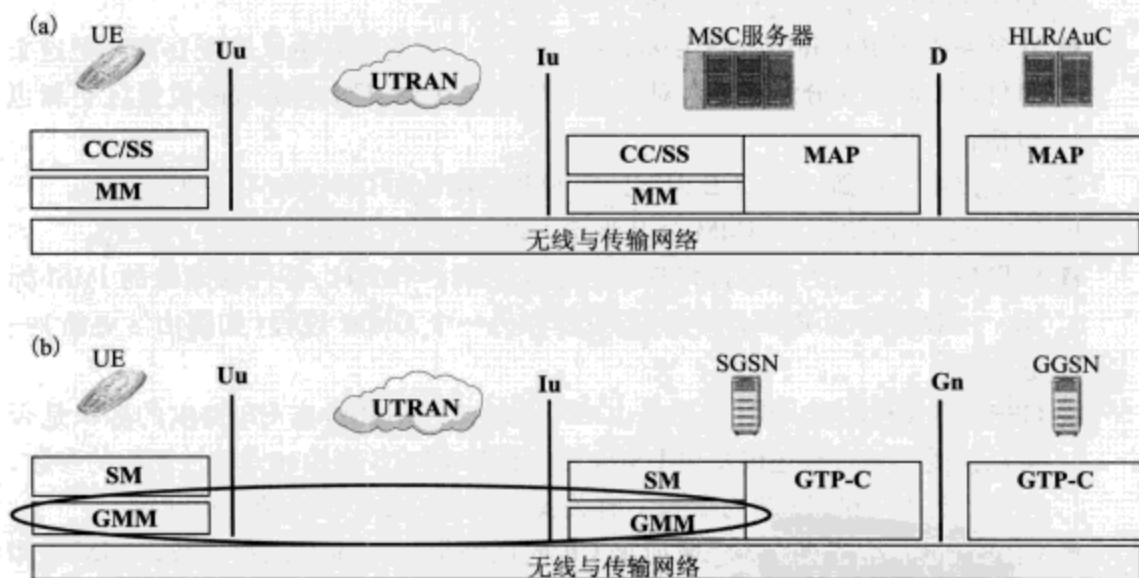 (a)
UE
Uu
UTRAN
Iu
MSC服务器
D
HLR/AuC
CC/SS
MM
CC/SS
MAP
MM
MAP
无线与传输网络
(b)
UE
Uu
UTRAN
Iu
SGSN
Gn
GGSN
SM
GMM
SM
GTP-C
GMM
GTP-C
无线与传输网络